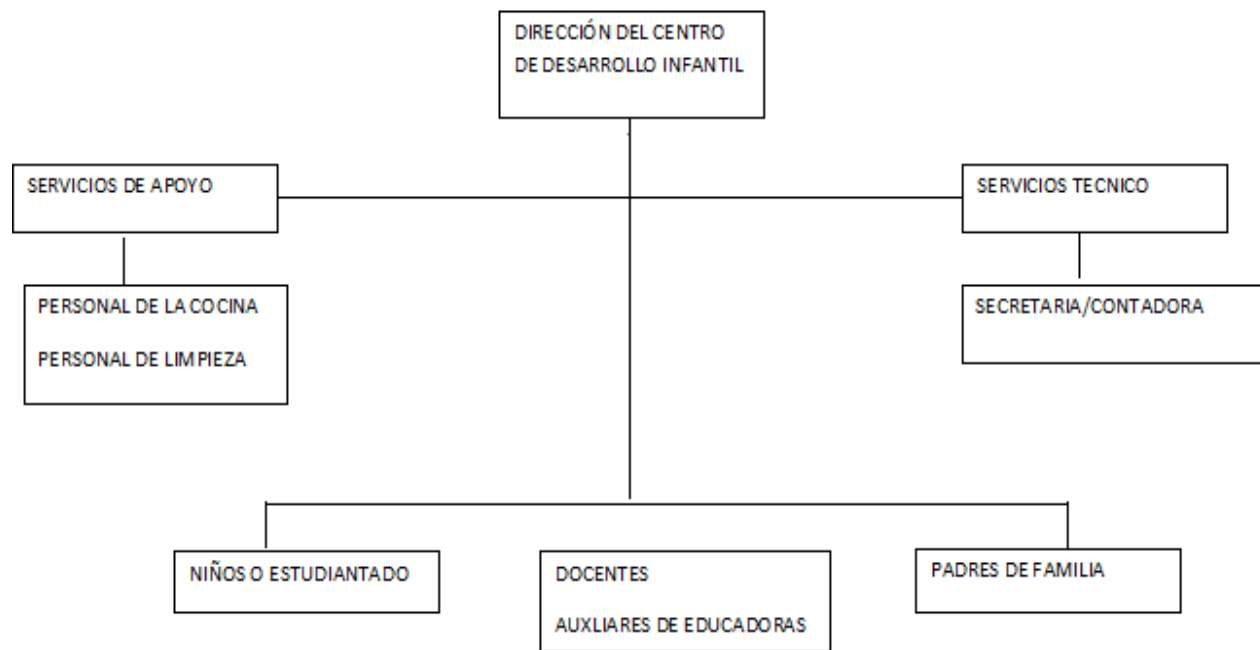 DIRECCIÓN DEL CENTRO
DE DESARROLLO INFANTIL
SERVICIOS DE APOYO
SERVICIOS TECNICO
PERSONAL DE LA COCINA
PERSONAL DE LIMPIEZA
SECRETARIA/CONTADORA
NIÑOS O ESTUDIANTADO
DOCENTES
AUXLIARES DE EDUCADORAS
PADRES DE FAMILIA